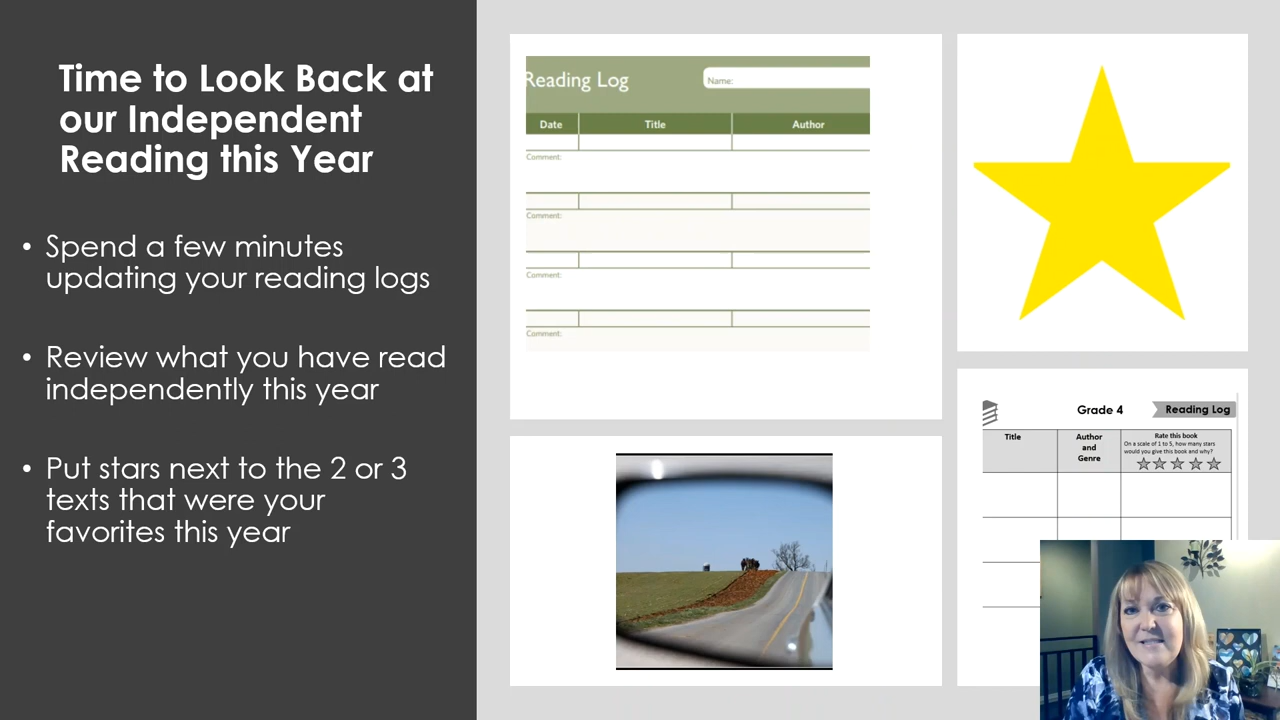 Time to Look Back at
our Independent
Reading this Year
• Spend a few minutes
updating your reading logs
• Review what you have read
independently this year
• Put stars next to the 2 or 3
texts that were your
favorites this year
Reading Log
Name:
Date Title Author
Comment:
Comment:
Comment:
Comment:
Grade 4 Reading Log
Title
Author
and
Genre
Rate this book
On a scale of 1 to 5, how many stars
would you give this book and why?